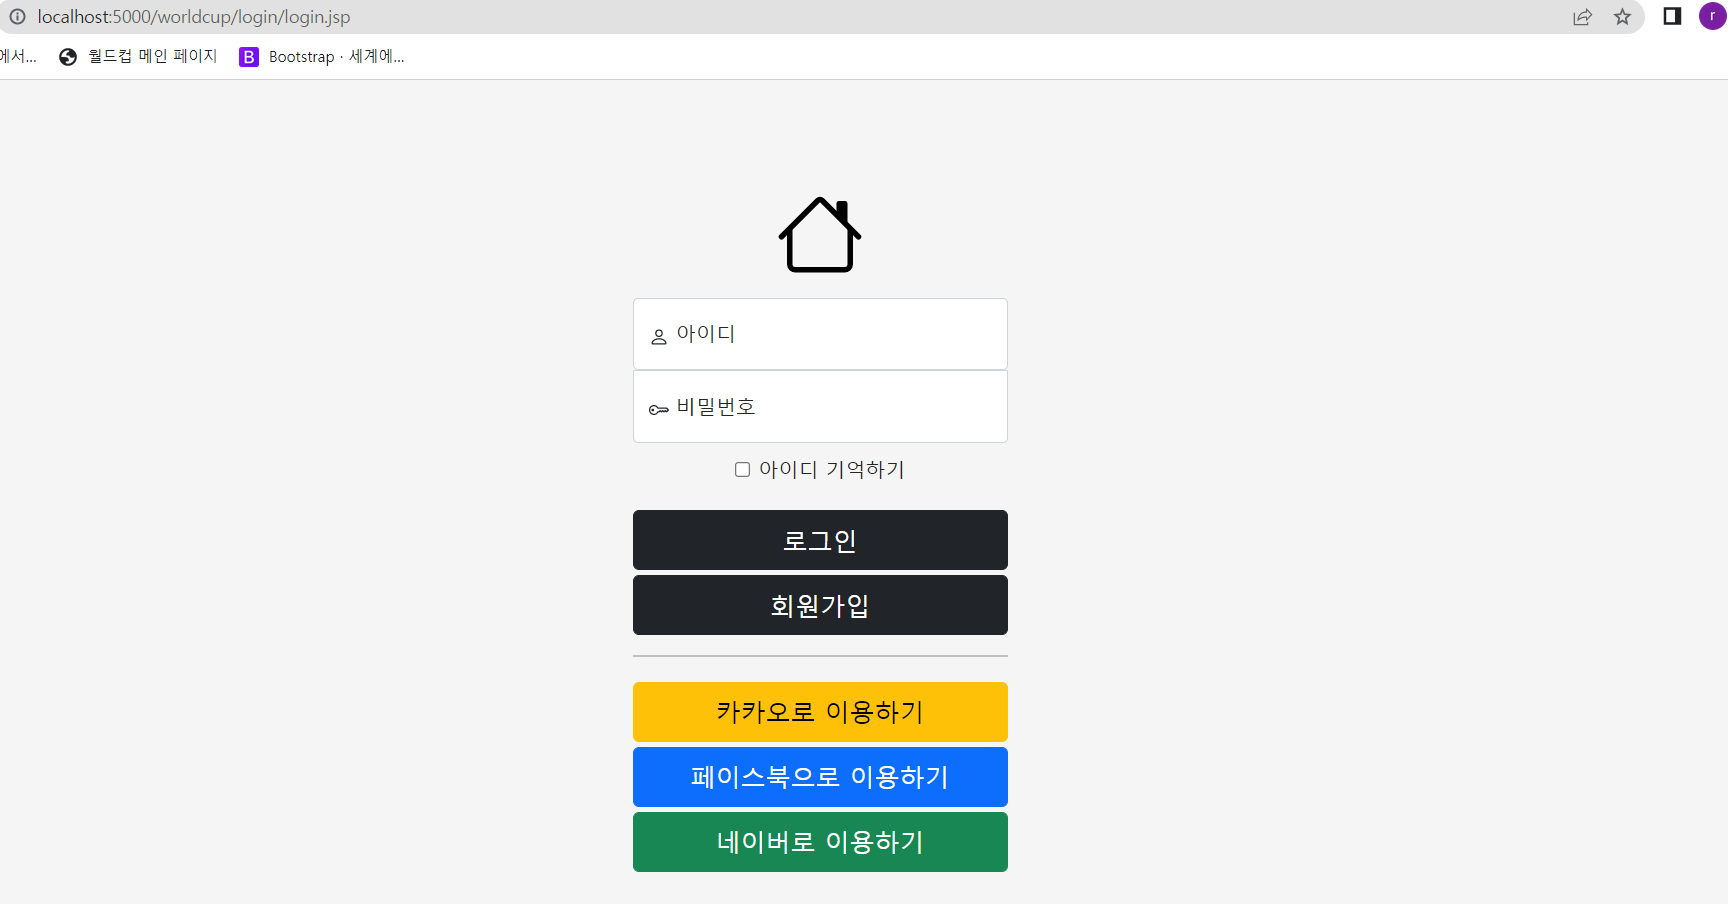 localhost:5000/worldcup/login/login.jsp
r
에서...
월드컵 메인 페이지
B
Bootstrap · 세계에...
아이디
비밀번호
아이디 기억하기
로그인
회원가입
카카오로 이용하기
페이스북으로 이용하기
네이버로 이용하기